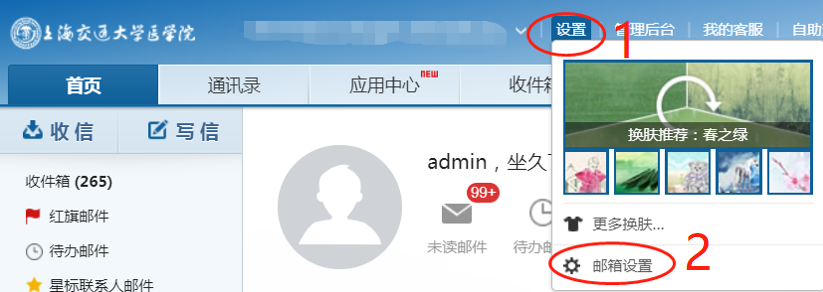 上海交通大学医学院
设置 1 管理后台 我的客服 自助
首页 通讯录 应用中心 NEW 收件箱
收信 写信
换肤推荐：春之绿
收件箱 (265)
红旗邮件
待办邮件
星标联系人邮件
admin，坐久
99+
未读邮件 待办邮
更多换肤...
邮箱设置 2